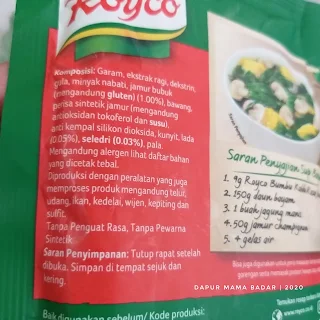 Royco
Komposisi: Garam, ekstrak ragi, dekstrin,
gula, minyak nabati, jamur bubuk
(mengandung gluten) (1.00%), bawang,
perisa sintetik jamur (mengandung
antioksidan tokoferol dan susu)
anti kempal silikon dioksida, kunyit, lada
(0.05%), seledri (0.03%), pala.
Mengandung alergen lihat daftar bahan
yang dicetak tebal.
Diproduksi dengan peralatan yang juga
memproses produk mengandung telur,
udang, ikan, kedelai, wijen, kepiting dan
sulfit.
Tanpa Penguat Rasa, Tanpa Pewarna
Sintetik.
Saran Penyimpanan: Tutup rapat setelah
dibuka. Simpan di tempat sejuk dan
kering.
Baik digunakan sebelum/ Kode produksi:
Saran Penyajian
1. 9g Royco Bumbu
2. 150g daun bayam
3. 1 buah jagung manis
4. 50g jamur champignon
5. 4 gelas air
DAPUR MAMA BADAR | 2020